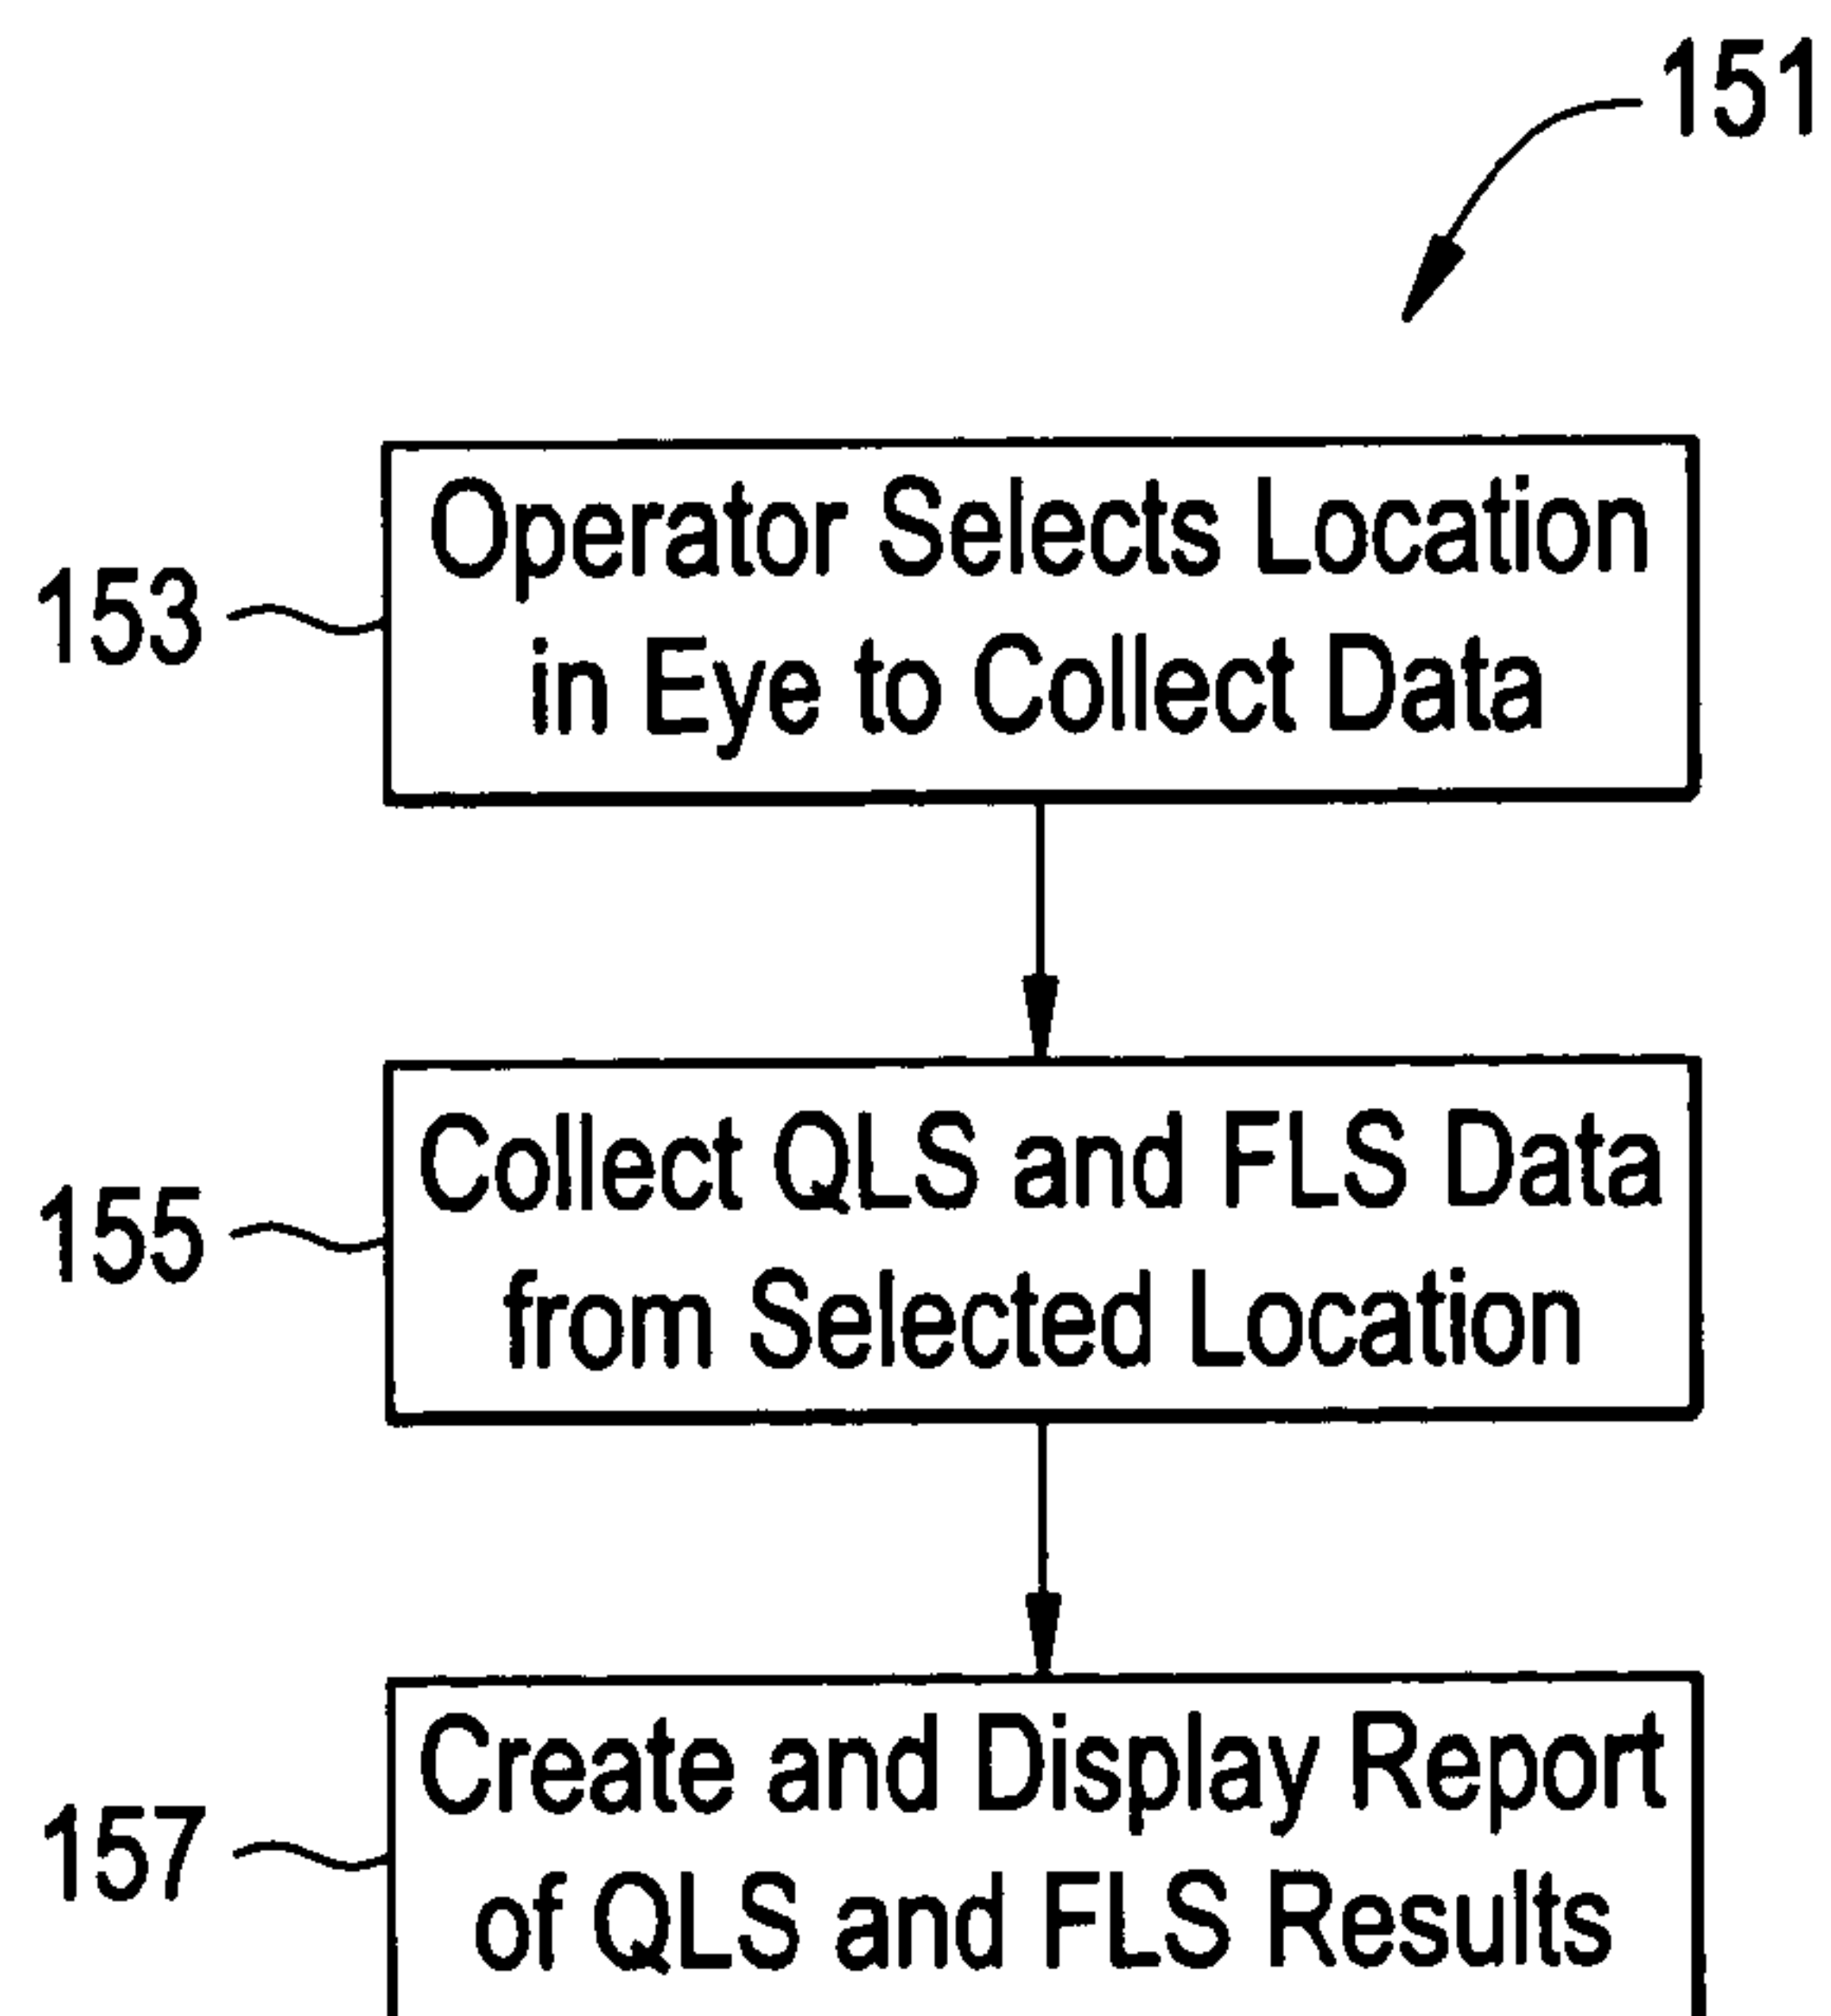 151
153
Operator Selects Location
in Eye to Collect Data
155
Collect QLS and FLS Data
from Selected Location
157
Create and Display Report
of QLS and FLS Results